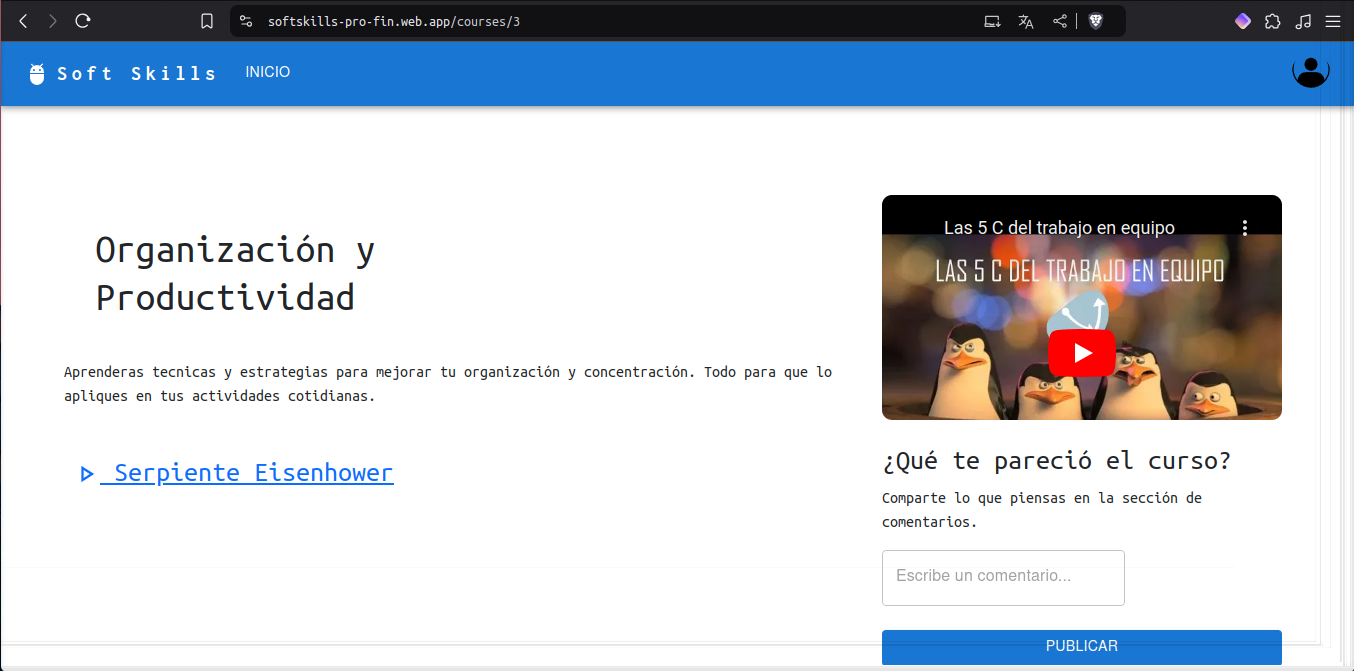 softskills-pro-fin.web.app/courses/3
Soft Skills
INICIO
Organización y
Productividad
Aprenderas tecnicas y estrategias para mejorar tu organización y concentración. Todo para que lo
apliques en tus actividades cotidianas.
Serpiente Eisenhower
Las 5 C del trabajo en equipo
LAS 5 C DEL TRABAJO EN EQUIPO
¿Qué te pareció el curso?
Comparte lo que piensas en la sección de
comentarios.
Escribe un comentario...
PUBLICAR